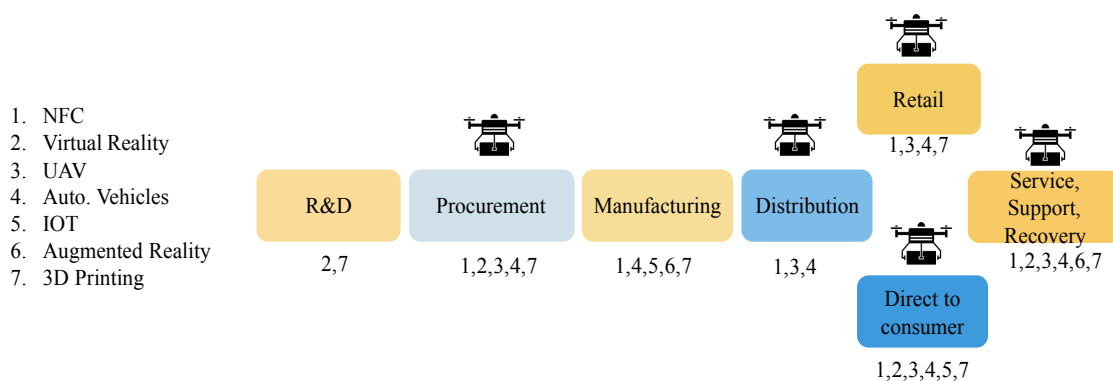 1. NFC
2. Virtual Reality
3. UAV
4. Auto. Vehicles
5. IOT
6. Augmented Reality
7. 3D Printing
R&D
2,7
Procurement
1,2,3,4,7
Manufacturing
1,4,5,6,7
Distribution
1,3,4
Retail
1,3,4,7
Direct to
consumer
1,2,3,4,5,7
Service,
Support,
Recovery
1,2,3,4,6,7